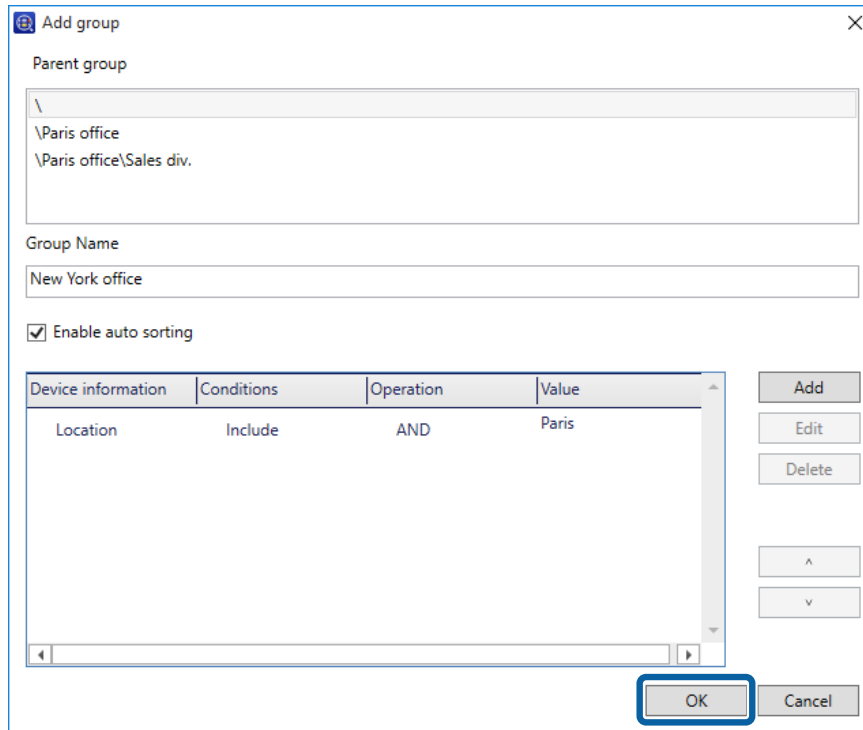 Add group
Parent group
\
\Paris office
\Paris office\Sales div.
Group Name
New York office
Enable auto sorting
Device information Conditions Operation Value
Location Include AND Paris
Add
Edit
Delete
OK Cancel